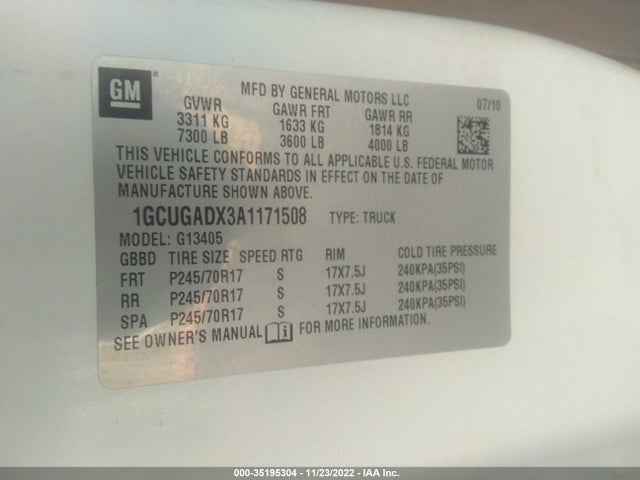 GM
®
MFD BY GENERAL MOTORS LLC 07/10
GVWR GAWR FRT GAWR RR
3311 KG 1633 KG 1814 KG
7300 LB 3600 LB 4000 LB
THIS VEHICLE CONFORMS TO ALL APPLICABLE U.S. FEDERAL MOTOR
VEHICLE SAFETY STANDARDS IN EFFECT ON THE DATE OF
MANUFACTURE SHOWN ABOVE.
1GCUGADX3A1171508 TYPE: TRUCK
MODEL: G13405
GBBD TIRE SIZE SPEED RTG RIM COLD TIRE PRESSURE
FRT P245/70R17 S 17X7.5J 240KPA(35PSI)
RR P245/70R17 S 17X7.5J 240KPA(35PSI)
SPA P245/70R17 S 17X7.5J 240KPA(35PSI)
SEE OWNER'S MANUAL i FOR MORE INFORMATION.
000-35195304 - 11/23/2022 - IAA Inc.